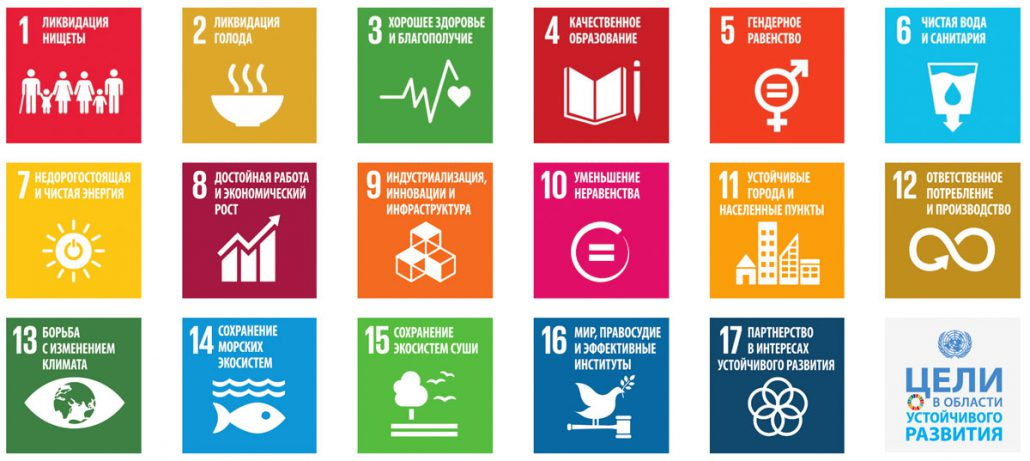 1 ЛИКВИДАЦИЯ
НИЩЕТЫ
2 ЛИКВИДАЦИЯ
ГОЛОДА
3 ХОРОШЕЕ ЗДОРОВЬЕ
И БЛАГОПОЛУЧИЕ
4 КАЧЕСТВЕННОЕ
ОБРАЗОВАНИЕ
5 ГЕНДЕРНОЕ
РАВЕНСТВО
6 ЧИСТАЯ ВОДА
И САНИТАРИЯ
7 НЕДОРОГОСТОЯЩАЯ
И ЧИСТАЯ ЭНЕРГИЯ
8 ДОСТОЙНАЯ РАБОТА
И ЭКОНОМИЧЕСКИЙ
РОСТ
9 ИНДУСТРИАЛИЗАЦИЯ,
ИННОВАЦИИ И
ИНФРАСТРУКТУРА
10 УМЕНЬШЕНИЕ
НЕРАВЕНСТВА
11 УСТОЙЧИВЫЕ
ГОРОДА И
НАСЕЛЕННЫЕ ПУНКТЫ
12 ОТВЕТСТВЕННОЕ
ПОТРЕБЛЕНИЕ
И ПРОИЗВОДСТВО
13 БОРЬБА
С ИЗМЕНЕНИЕМ
КЛИМАТА
14 СОХРАНЕНИЕ
МОРСКИХ
ЭКОСИСТЕМ
15 СОХРАНЕНИЕ
ЭКОСИСТЕМ СУШИ
16 МИР, ПРАВОСУДИЕ
И ЭФФЕКТИВНЫЕ
ИНСТИТУТЫ
17 ПАРТНЕРСТВО
В ИНТЕРЕСАХ
УСТОЙЧИВОГО РАЗВИТИЯ
ЦЕЛИ
В ОБЛАСТИ
УСТОЙЧИВОГО
РАЗВИТИЯ